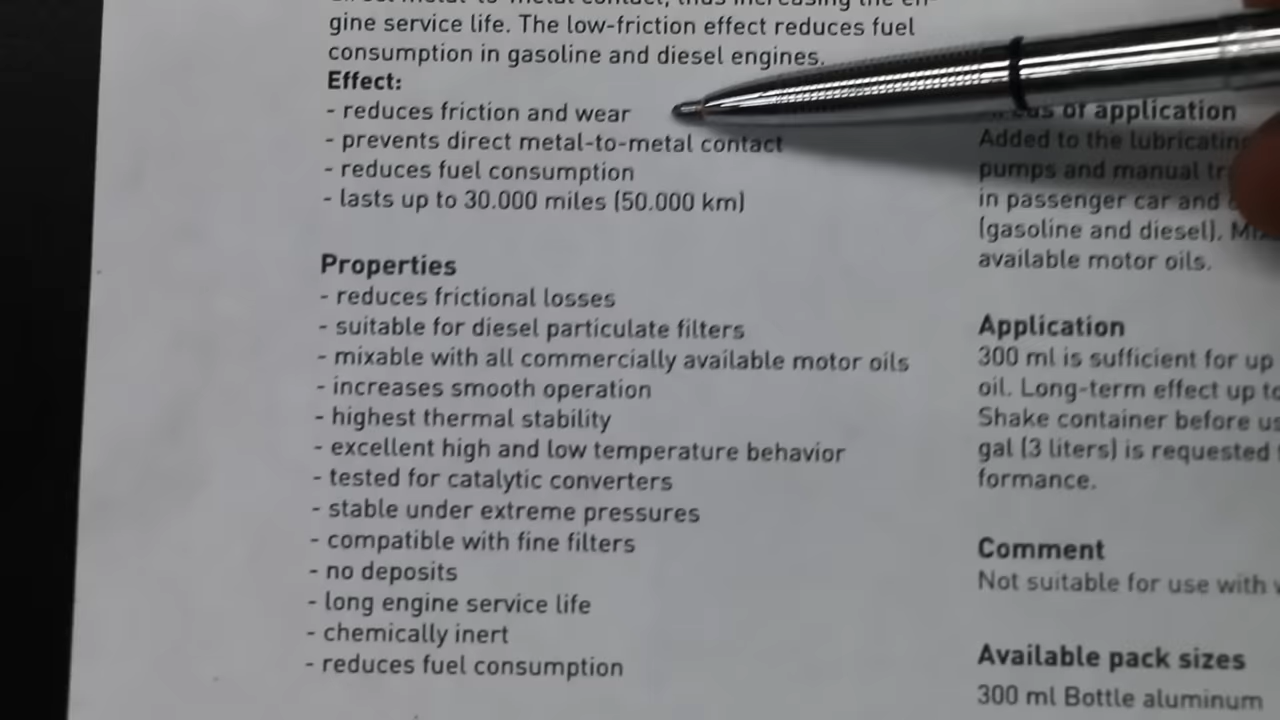 gine service life. The low-friction effect reduces fuel
consumption in gasoline and diesel engines.
Effect:
- reduces friction and wear
- prevents direct metal-to-metal contact
- reduces fuel consumption
- lasts up to 30.000 miles (50.000 km)
Properties
- reduces frictional losses
- suitable for diesel particulate filters
- mixable with all commercially available motor oils
- increases smooth operation
- highest thermal stability
- excellent high and low temperature behavior
- tested for catalytic converters
- stable under extreme pressures
- compatible with fine filters
- no deposits
- long engine service life
- chemically inert
- reduces fuel consumption
of application
Added to the lubricating
pumps and manual
in passenger car and
(gasoline and diesel).
available motor oils.
Application
300 ml is sufficient for up
oil. Long-term effect up to
Shake container before
gal (3 liters) is requested
formance.
Comment
Not suitable for use with
Available pack sizes
300 ml Bottle aluminum